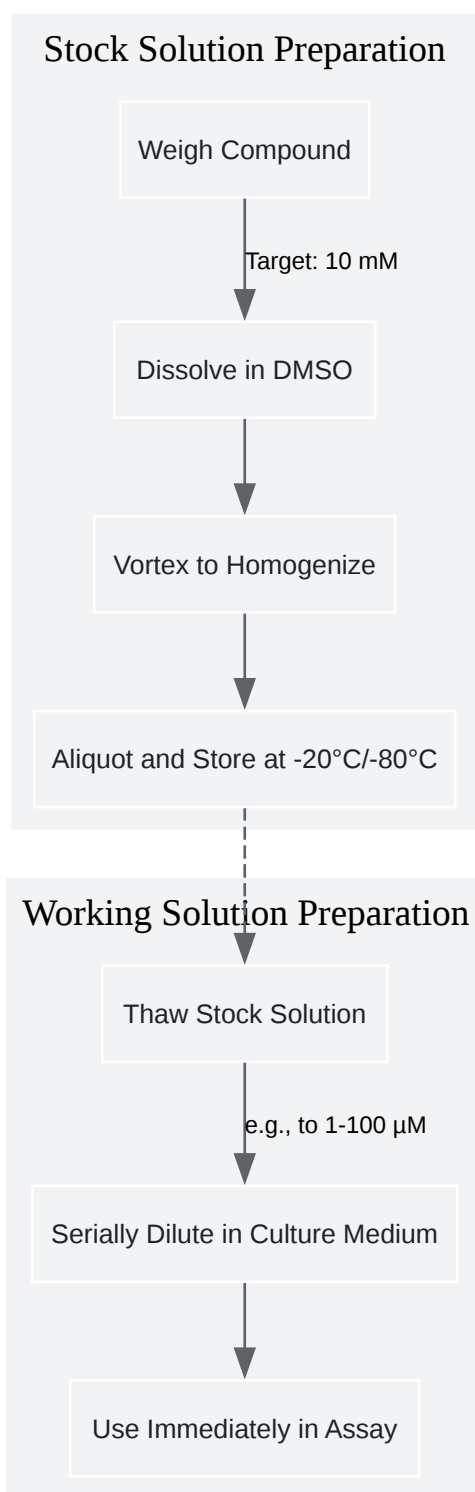 Stock Solution Preparation
Weigh Compound
Target: 10 mM
Dissolve in DMSO
Vortex to Homogenize
Aliquot and Store at -20°C/-80°C
Working Solution Preparation
Thaw Stock Solution
e.g., to 1-100 µM
Serially Dilute in Culture Medium
Use Immediately in Assay